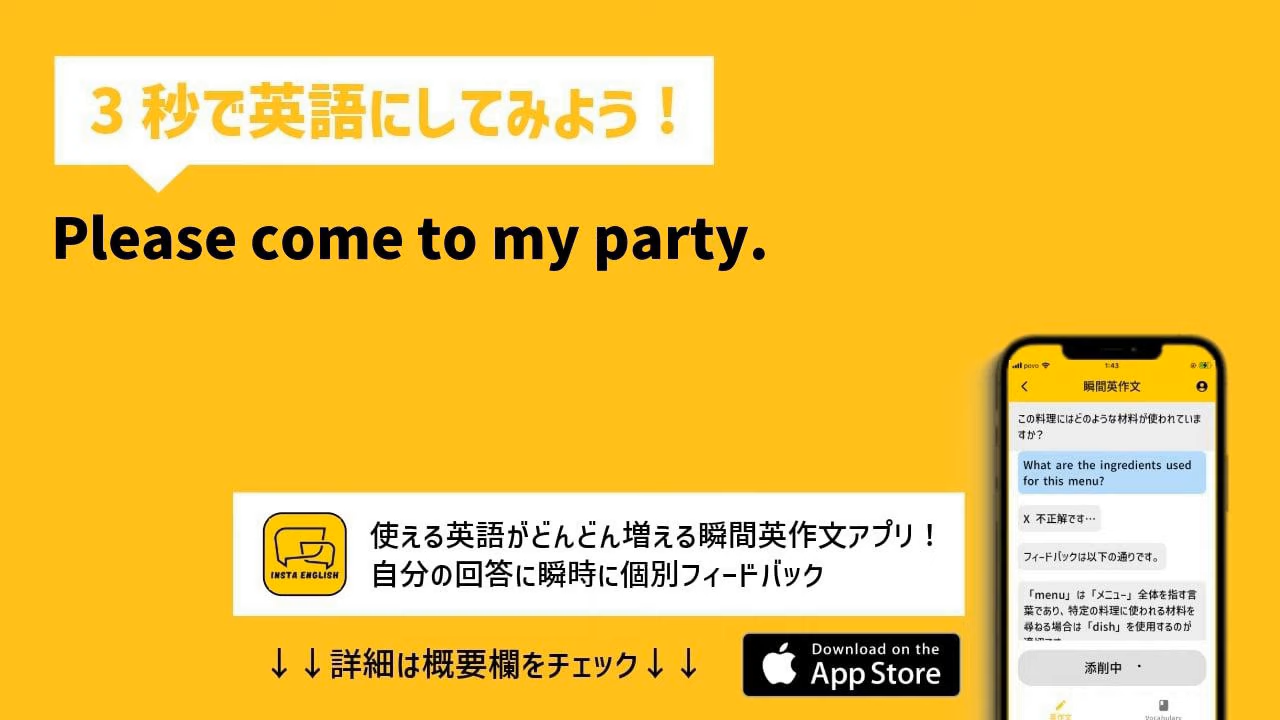 3秒で英語にしてみよう！
Please come to my party.
povo
1:43
瞬間英作文
この料理にはどのような材料が使われていま
すか？
What are the ingredients used
for this menu?
X 不正解です…
フィードバックは以下の通りです。
「menu」は「メニュー」全体を指す言
葉であり、特定の料理に使われる材料を
尋ねる場合は「dish」を使用するのが
添削中
英作文
Vocabulary
INSTA ENGLISH
使える英語がどんどん増える瞬間英作文アプリ！
自分の回答に瞬時に個別フィードバック
↓↓詳細は概要欄をチェック↓↓
Download on the
App Store